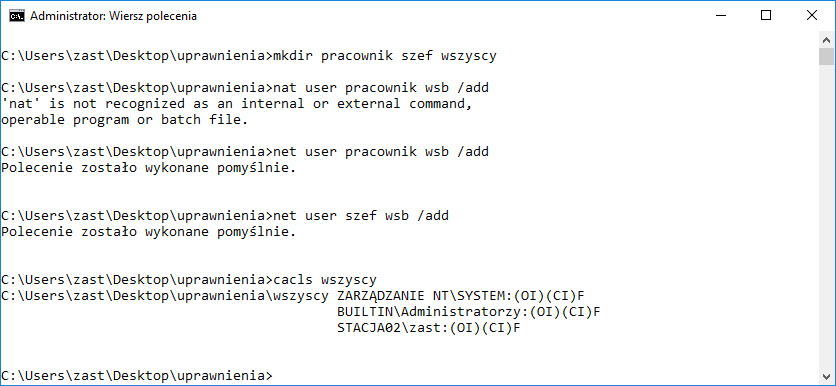 Administrator: Wiersz polecenia
C:\Users\zast\Desktop\uprawnienia>mkdir pracownik szef wszyscy
C:\Users\zast\Desktop\uprawnienia>nat user pracownik wsb /add
'nat' is not recognized as an internal or external command,
operable program or batch file.
C:\Users\zast\Desktop\uprawnienia>net user pracownik wsb /add
Polecenie zostało wykonane pomyślnie.
C:\Users\zast\Desktop\uprawnienia>net user szef wsb /add
Polecenie zostało wykonane pomyślnie.
C:\Users\zast\Desktop\uprawnienia>cacls wszyscy
C:\Users\zast\Desktop\uprawnienia\wszyscy ZARZĄDZANIE NT\SYSTEM:(OI)(CI)F
BUILTIN\Administratorzy:(OI)(CI)F
STACJA02\zast:(OI)(CI)F
C:\Users\zast\Desktop\uprawnienia>